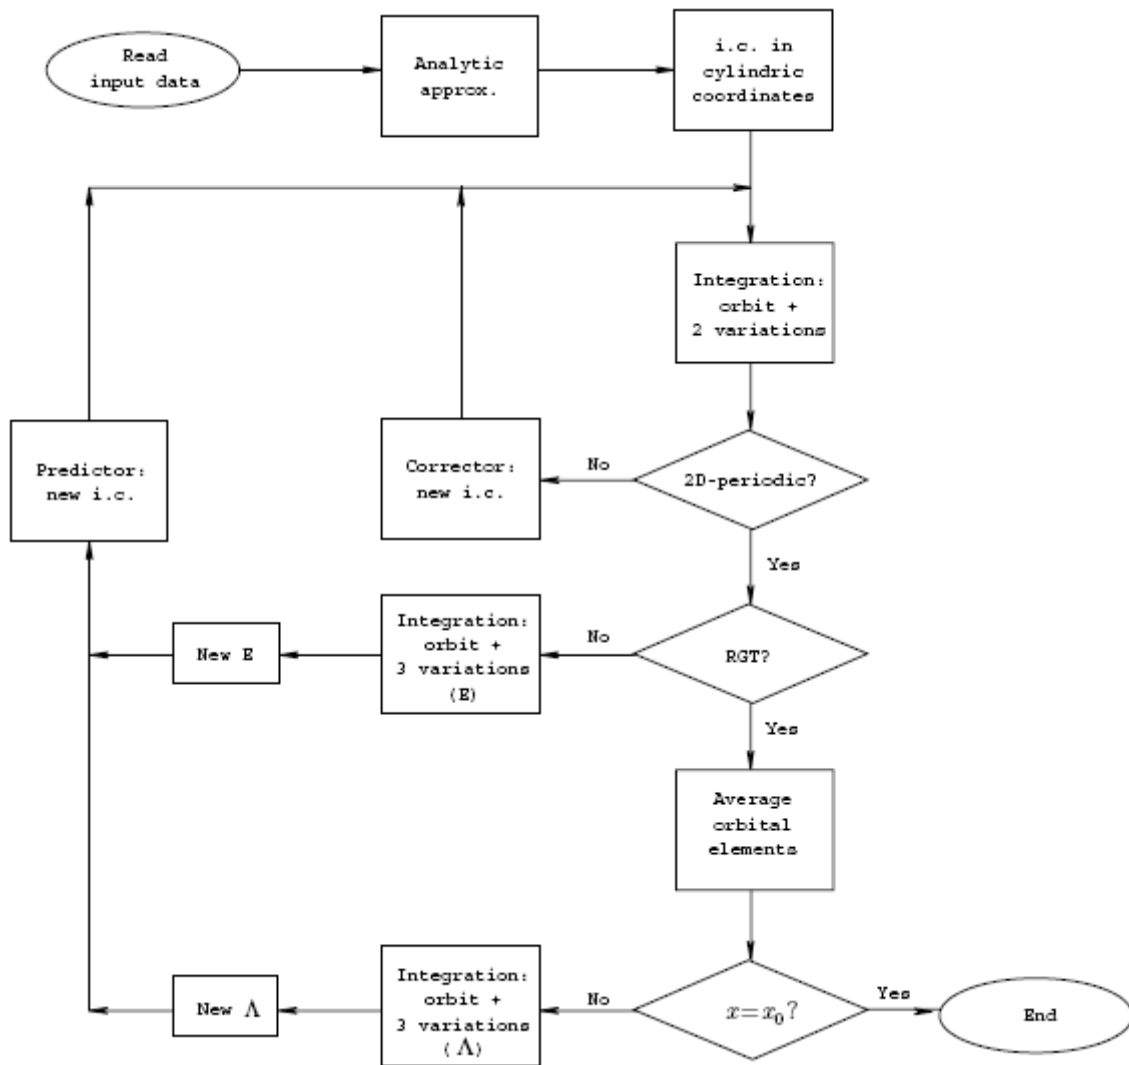 Read
input data
Analytic
approx.
i.c. in
cylindric
coordinates
Integration:
orbit +
2 variations
Predictor:
new i.c.
Corrector:
new i.c.
No
2D-periodic?
Yes
New E
Integration:
orbit +
3 variations
(E)
No
RGT?
Yes
Average
orbital
elements
New Λ
Integration:
orbit +
3 variations
(Λ)
No
x=x₀?
Yes
End